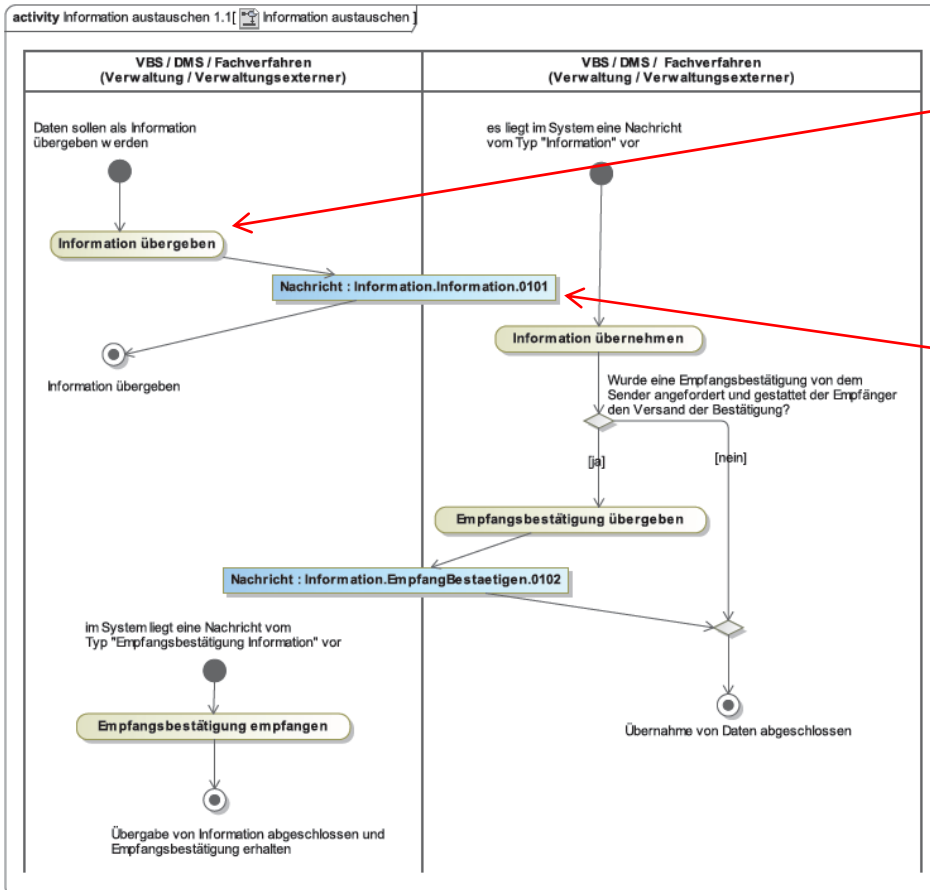 activity Information austauschen 1.1[ Information austauschen ]
VBS / DMS / Fachverfahren
(Verwaltung / Verwaltungsexterner)
VBS / DMS / Fachverfahren
(Verwaltung / Verwaltungsexterner)
Daten sollen als Information
übergeben werden
es liegt im System eine Nachricht
vom Typ "Information" vor
Information übergeben
Nachricht : Information.Information.0101
Information übernehmen
Information übergeben
Wurde eine Empfangsbestätigung von dem
Sender angefordert und gestattet der Empfänger
den Versand der Bestätigung?
[ja]
[nein]
Empfangsbestätigung übergeben
Nachricht : Information.EmpfangBestaetigen.0102
im System liegt eine Nachricht vom
Typ "Empfangsbestätigung Information" vor
Empfangsbestätigung empfangen
Übernahme von Daten abgeschlossen
Übergabe von Information abgeschlossen und
Empfangsbestätigung erhalten